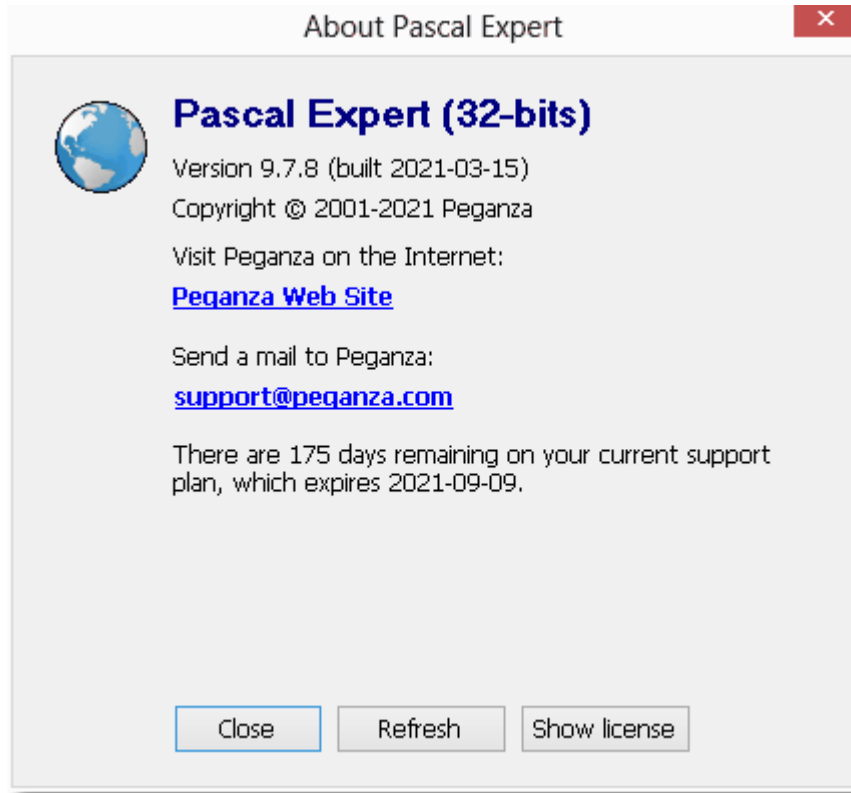 About Pascal Expert
Pascal Expert (32-bits)
Version 9.7.8 (built 2021-03-15)
Copyright © 2001-2021 Peganza
Visit Peganza on the Internet:
Peganza Web Site
Send a mail to Peganza:
support@peganza.com
There are 175 days remaining on your current support
plan, which expires 2021-09-09.
Close Refresh Show license